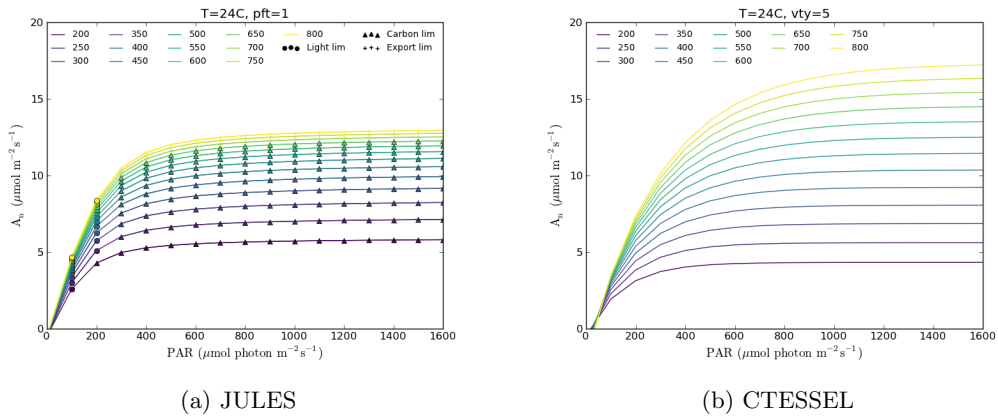 T=24C, pft=1
200 350 500 650 800 Carbon lim
250 400 550 700 Light lim Export lim
300 450 600 750
20
15
10
5
0
A_n (μmol m⁻² s⁻¹)
0 200 400 600 800 1000 1200 1400 1600
PAR (μmol photon m⁻² s⁻¹)
(a) JULES
T=24C, vty=5
200 350 500 650 750
250 400 550 700 800
300 450 600
20
15
10
5
0
A_n (μmol m⁻² s⁻¹)
0 200 400 600 800 1000 1200 1400 1600
PAR (μmol photon m⁻² s⁻¹)
(b) CTESSEL